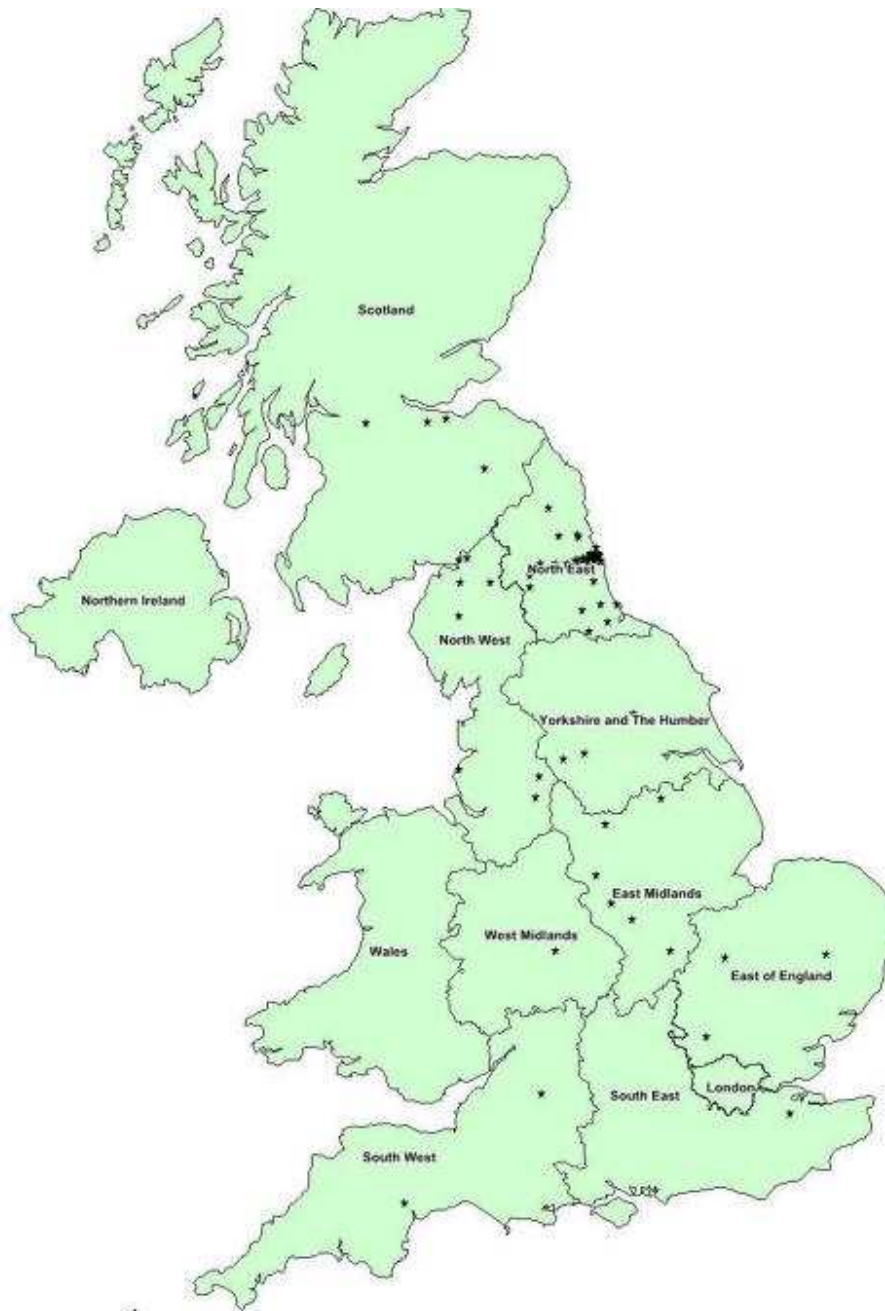 Scotland
North East
Northern Ireland
North West
Yorkshire and The Humber
East Midlands
West Midlands
Wales
East of England
London
South East
South West